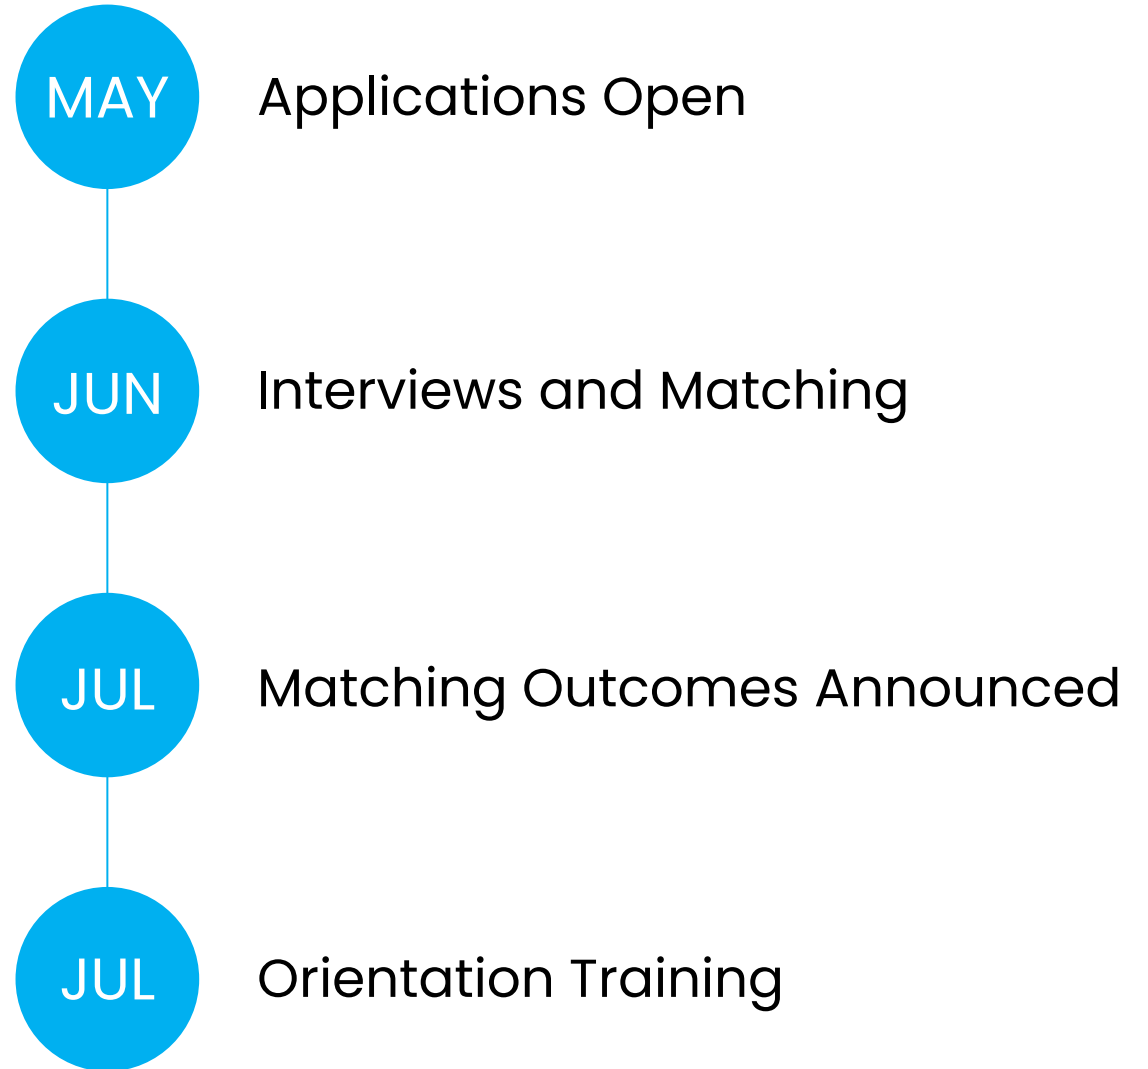 MAY
Applications Open
JUN
Interviews and Matching
JUL
Matching Outcomes Announced
JUL
Orientation Training